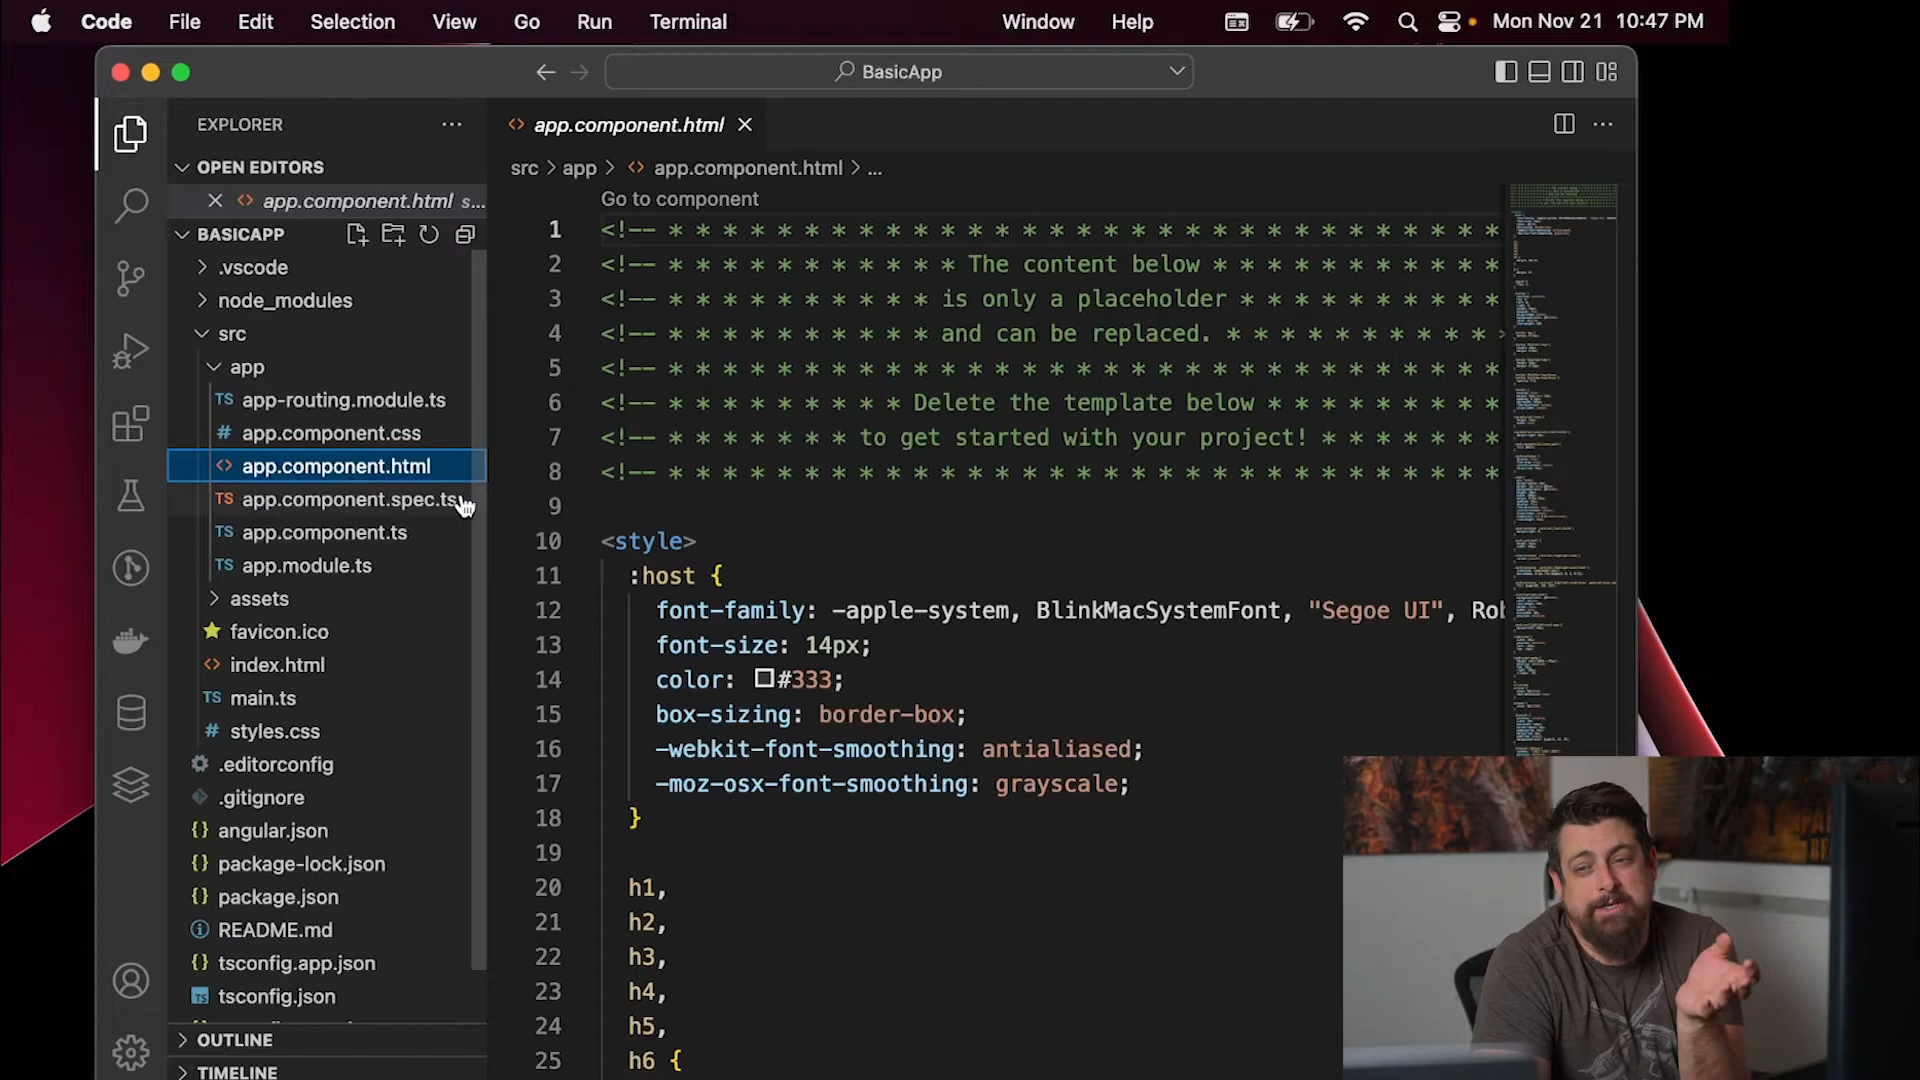 Code File Edit Selection View Go Run Terminal Window Help Mon Nov 21 10:47 PM
BasicApp
EXPLORER
OPEN EDITORS
app.component.html s...
BASICAPP
.vscode
node_modules
src
app
TS app-routing.module.ts
# app.component.css
<> app.component.html
TS app.component.spec.ts
TS app.component.ts
TS app.module.ts
assets
favicon.ico
<> index.html
TS main.ts
# styles.css
.editorconfig
.gitignore
{} angular.json
{} package-lock.json
{} package.json
README.md
{} tsconfig.app.json
TS tsconfig.json
OUTLINE
TIMELINE
<> app.component.html
src > app > <> app.component.html > ...
Go to component
1 <!-- * * * * * * * * * * * * * * * * * * * * * * * * * * * * * * *
2 <!-- * * * * * * * * * * * The content below * * * * * * * * * * *
3 <!-- * * * * * * * * * * is only a placeholder * * * * * * * * * *
4 <!-- * * * * * * * * * * and can be replaced. * * * * * * * * * * >
5 <!-- * * * * * * * * * * * * * * * * * * * * * * * * * * * * * * *
6 <!-- * * * * * * * * * Delete the template below * * * * * * * * *
7 <!-- * * * * * * * to get started with your project! * * * * * * *
8 <!-- * * * * * * * * * * * * * * * * * * * * * * * * * * * * * * *
9
10 <style>
11 :host {
12 font-family: -apple-system, BlinkMacSystemFont, "Segoe UI", Rob
13 font-size: 14px;
14 color: #333;
15 box-sizing: border-box;
16 -webkit-font-smoothing: antialiased;
17 -moz-osx-font-smoothing: grayscale;
18 }
19
20 h1,
21 h2,
22 h3,
23 h4,
24 h5,
25 h6 {